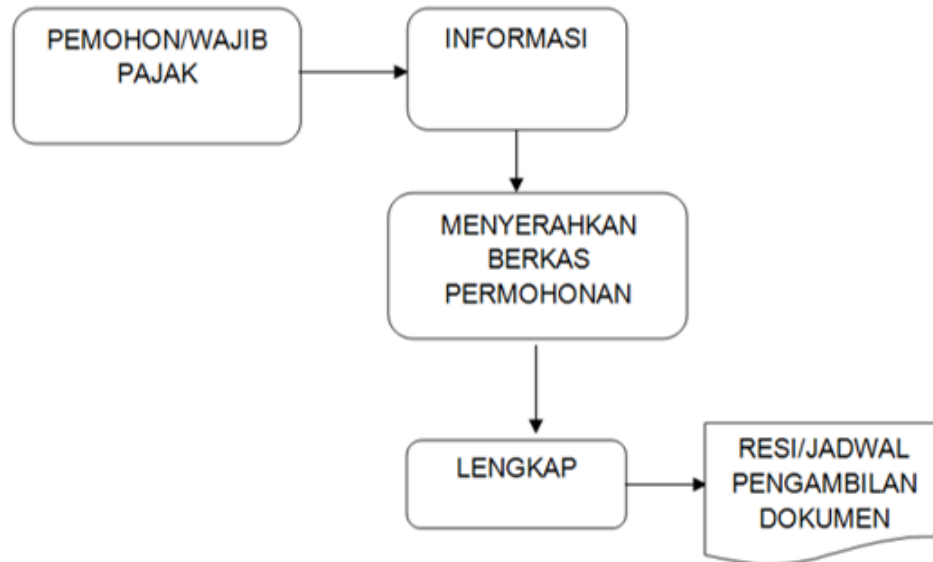 PEMOHON/WAJIB
PAJAK
INFORMASI
MENYERAHKAN
BERKAS
PERMOHONAN
LENGKAP
RESI/JADWAL
PENGAMBILAN
DOKUMEN